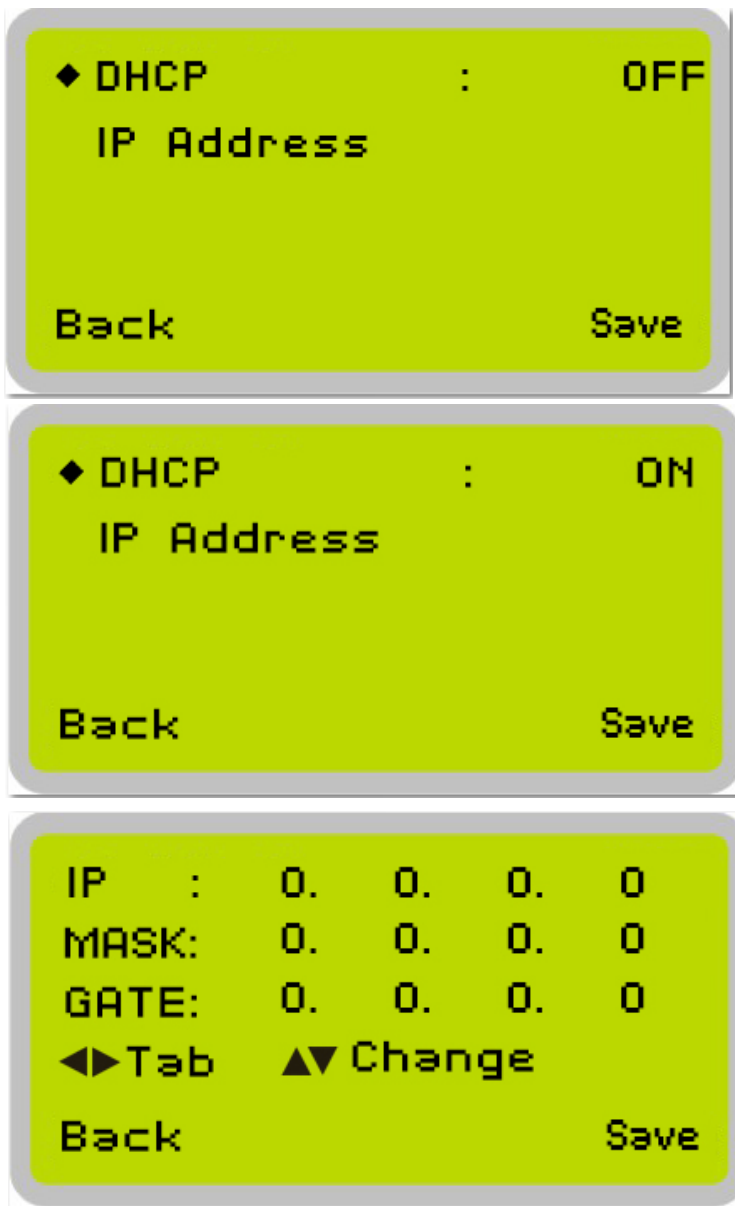 ◆ DHCP : OFF
IP Address
Back Save
◆ DHCP : ON
IP Address
Back Save
IP : 0. 0. 0. 0
MASK: 0. 0. 0. 0
GATE: 0. 0. 0. 0
◀▶Tab ▲▼Change
Back Save